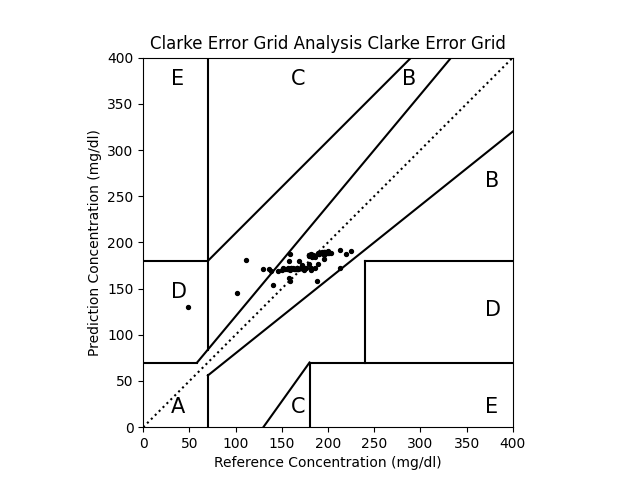 Clarke Error Grid Analysis Clarke Error Grid
400
350
300
250
200
150
100
50
0
Prediction Concentration (mg/dl)
E
C
B
B
D
D
A
C
E
0 50 100 150 200 250 300 350 400
Reference Concentration (mg/dl)